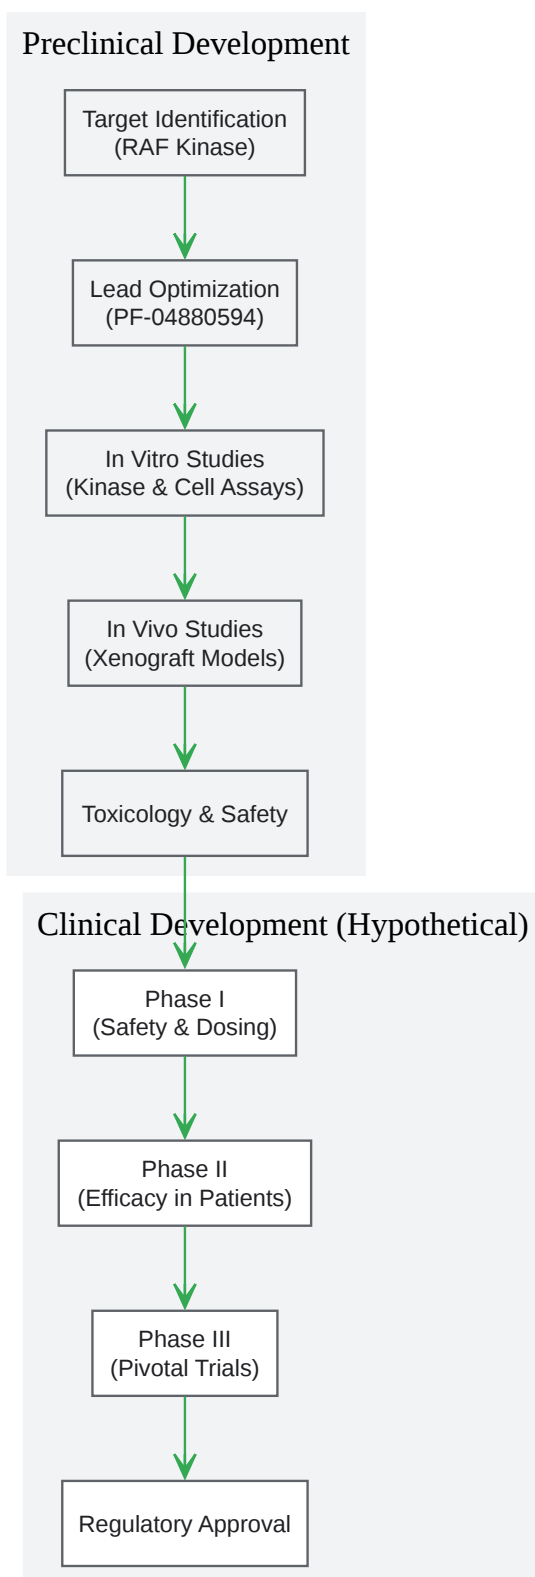 Preclinical Development
Target Identification
(RAF Kinase)
Lead Optimization
(PF-04880594)
In Vitro Studies
(Kinase & Cell Assays)
In Vivo Studies
(Xenograft Models)
Toxicology & Safety
Clinical Development (Hypothetical)
Phase I
(Safety & Dosing)
Phase II
(Efficacy in Patients)
Phase III
(Pivotal Trials)
Regulatory Approval